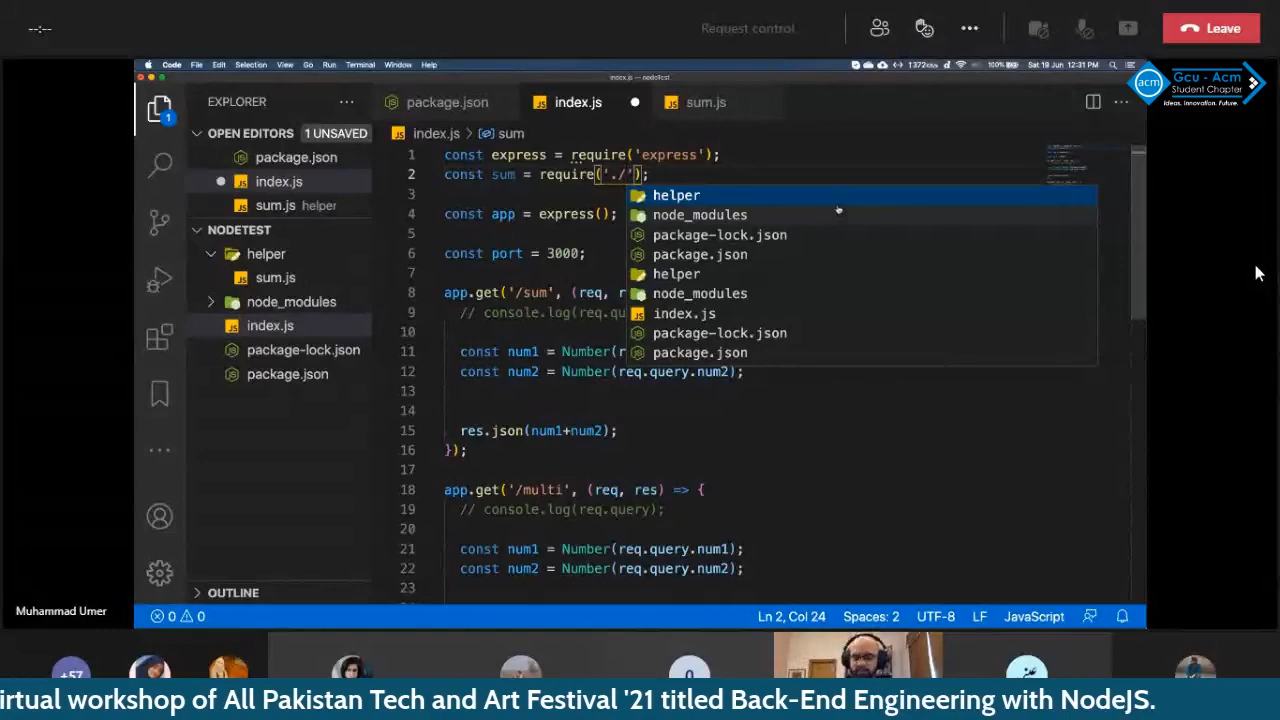 --:--
Request control
Leave
Code File Edit Selection View Go Run Terminal Window Help
100% Sat 19 Jun 12:31 PM
index.js — nodetest
acm
Gcu - Acm
Student Chapter
Ideas. Innovation. Future.
EXPLORER
package.json
index.js
sum.js
1
OPEN EDITORS
1 UNSAVED
package.json
index.js
sum.js helper
NODETEST
helper
sum.js
node_modules
index.js
package-lock.json
package.json
OUTLINE
index.js > sum
1 const express = require('express');
2 const sum = require('./');
3
4 const app = express();
5
6 const port = 3000;
7
8 app.get('/sum', (req, r
9 // console.log(req.qu
10
11 const num1 = Number(r
12 const num2 = Number(req.query.num2);
13
14
15 res.json(num1+num2);
16 });
17
18 app.get('/multi', (req, res) => {
19 // console.log(req.query);
20
21 const num1 = Number(req.query.num1);
22 const num2 = Number(req.query.num2);
23
helper
node_modules
package-lock.json
package.json
helper
node_modules
index.js
package-lock.json
package.json
0 0
Ln 2, Col 24
Spaces: 2
UTF-8
LF
JavaScript
Muhammad Umer
+57
irtual workshop of All Pakistan Tech and Art Festival '21 titled Back-End Engineering with NodeJS.